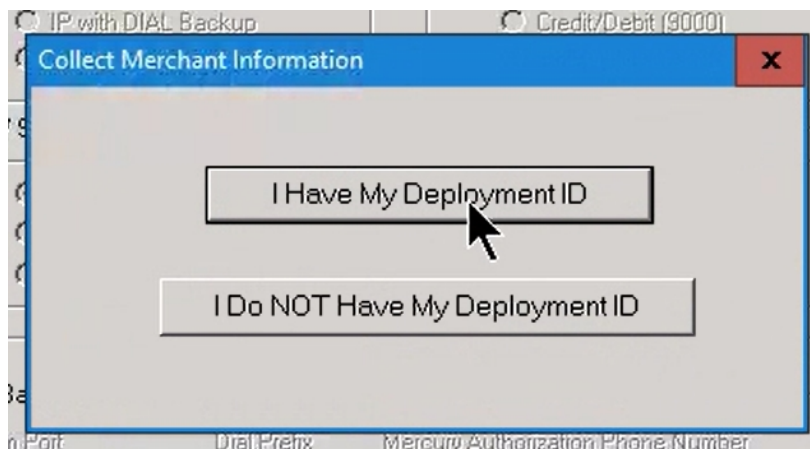 IP with DIAL Backup
Credit/Debit (9000)
Collect Merchant Information
x
I Have My Deployment ID
I Do NOT Have My Deployment ID
Port
Dial Prefix
Mercury Authorization Phone Number